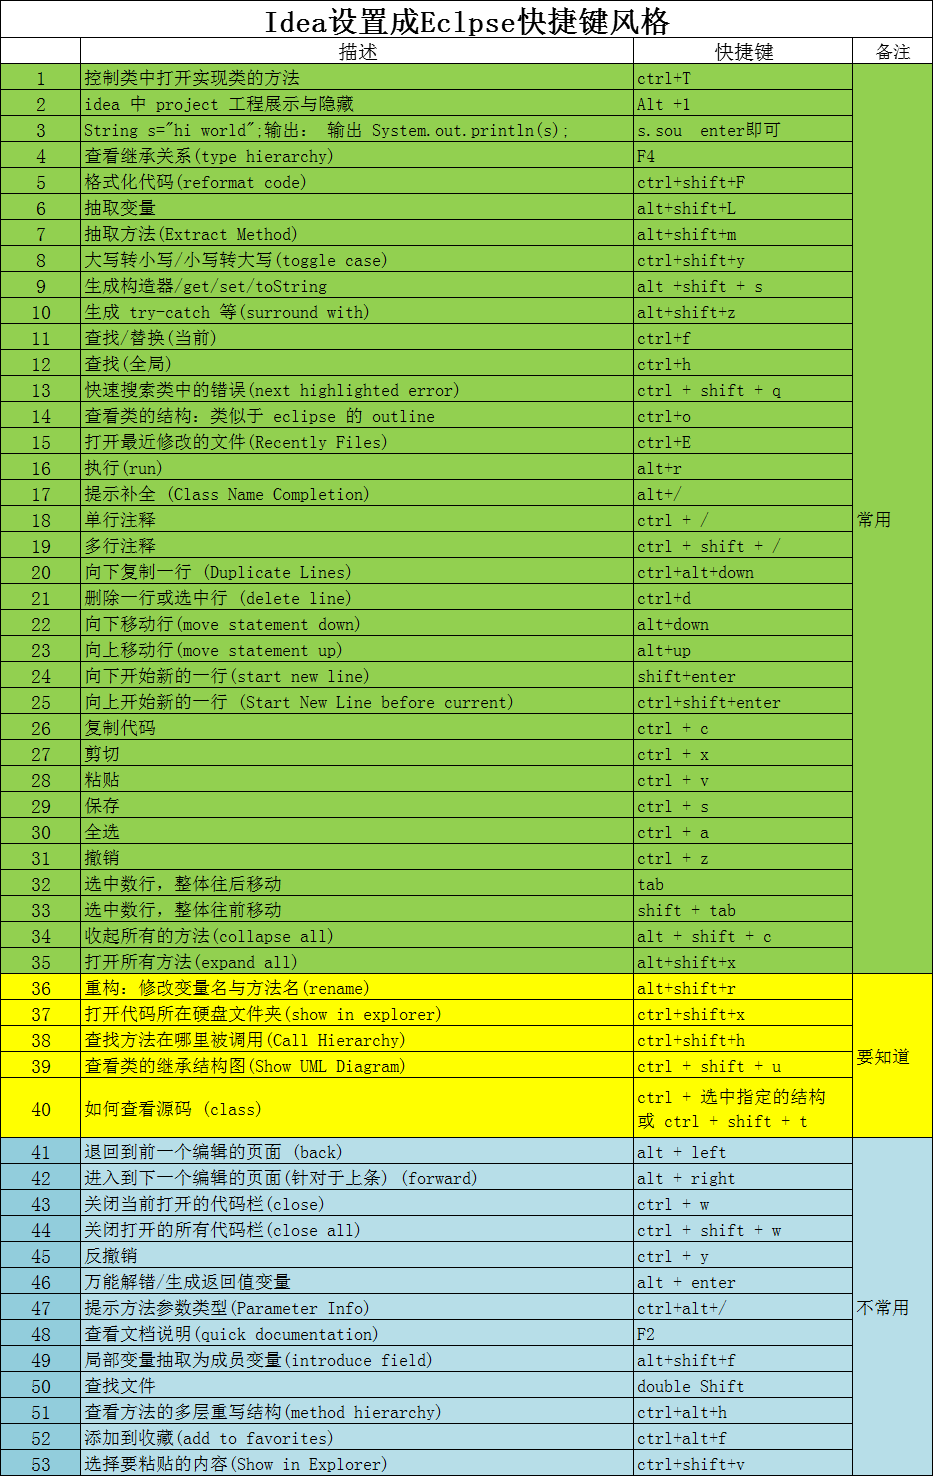 Idea设置成Eclpse快捷键风格
描述 快捷键 备注
1 控制类中打开实现类的方法 ctrl+T
2 idea 中 project 工程展示与隐藏 Alt +1
3 String s="hi world";输出: 输出 System.out.println(s); s.sou enter即可
4 查看继承关系(type hierarchy) F4
5 格式化代码(reformat code) ctrl+shift+F
6 抽取变量 alt+shift+L
7 抽取方法(Extract Method) alt+shift+m
8 大写转小写/小写转大写(toggle case) ctrl+shift+y
9 生成构造器/get/set/toString alt +shift + s
10 生成 try-catch 等(surround with) alt+shift+z
11 查找/替换(当前) ctrl+f
12 查找(全局) ctrl+h
13 快速搜索类中的错误(next highlighted error) ctrl + shift + q
14 查看类的结构: 类似于 eclipse 的 outline ctrl+o
15 打开最近修改的文件(Recently Files) ctrl+E
16 执行(run) alt+r
17 提示补全 (Class Name Completion) alt+/
18 单行注释 ctrl + / 常用
19 多行注释 ctrl + shift + /
20 向下复制一行 (Duplicate Lines) ctrl+alt+down
21 删除一行或选中行 (delete line) ctrl+d
22 向下移动行(move statement down) alt+down
23 向上移动行(move statement up) alt+up
24 向下开始新的一行(start new line) shift+enter
25 向上开始新的一行 (Start New Line before current) ctrl+shift+enter
26 复制代码 ctrl + c
27 剪切 ctrl + x
28 粘贴 ctrl + v
29 保存 ctrl + s
30 全选 ctrl + a
31 撤销 ctrl + z
32 选中数行，整体往后移动 tab
33 选中数行，整体往前移动 shift + tab
34 收起所有的方法(collapse all) alt + shift + c
35 打开所有方法(expand all) alt+shift+x
36 重构: 修改变量名与方法名(rename) alt+shift+r
37 打开代码所在硬盘文件夹(show in explorer) ctrl+shift+x
38 查找方法在哪里被调用(Call Hierarchy) ctrl+shift+h
39 查看类的继承结构图(Show UML Diagram) ctrl + shift + u 要知道
40 如何查看源码 (class) ctrl + 选中指定的结构
或 ctrl + shift + t
41 退回到前一个编辑的页面 (back) alt + left
42 进入到下一个编辑的页面(针对于上条) (forward) alt + right
43 关闭当前打开的代码栏(close) ctrl + w
44 关闭打开的所有代码栏(close all) ctrl + shift + w
45 反撤销 ctrl + y
46 万能解错/生成返回值变量 alt + enter
47 提示方法参数类型(Parameter Info) ctrl+alt+/ 不常用
48 查看文档说明(quick documentation) F2
49 局部变量抽取为成员变量(introduce field) alt+shift+f
50 查找文件 double Shift
51 查看方法的多层重写结构(method hierarchy) ctrl+alt+h
52 添加到收藏(add to favorites) ctrl+alt+f
53 选择要粘贴的内容(Show in Explorer) ctrl+shift+v